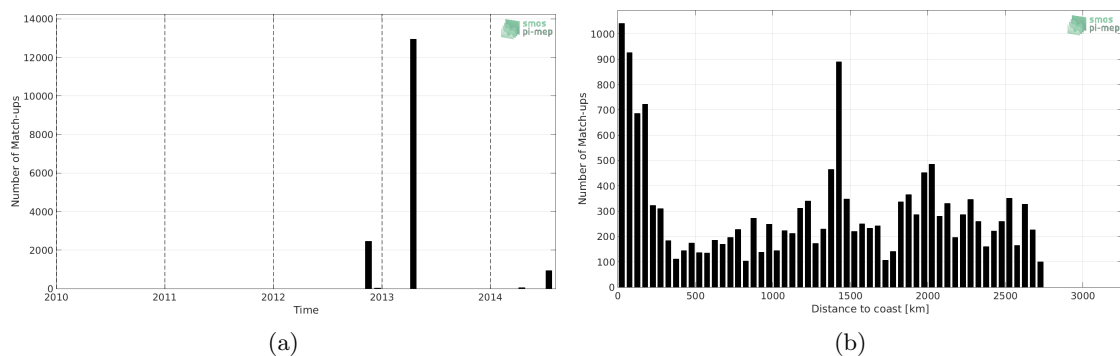 14000
12000
10000
8000
6000
4000
2000
0
Number of Match-ups
2010 2011 2012 2013 2014
Time
smos
pi-mep
(a)
1000
900
800
700
600
500
400
300
200
100
0
Number of Match-ups
0 500 1000 1500 2000 2500 3000
Distance to coast [km]
smos
pi-mep
(b)